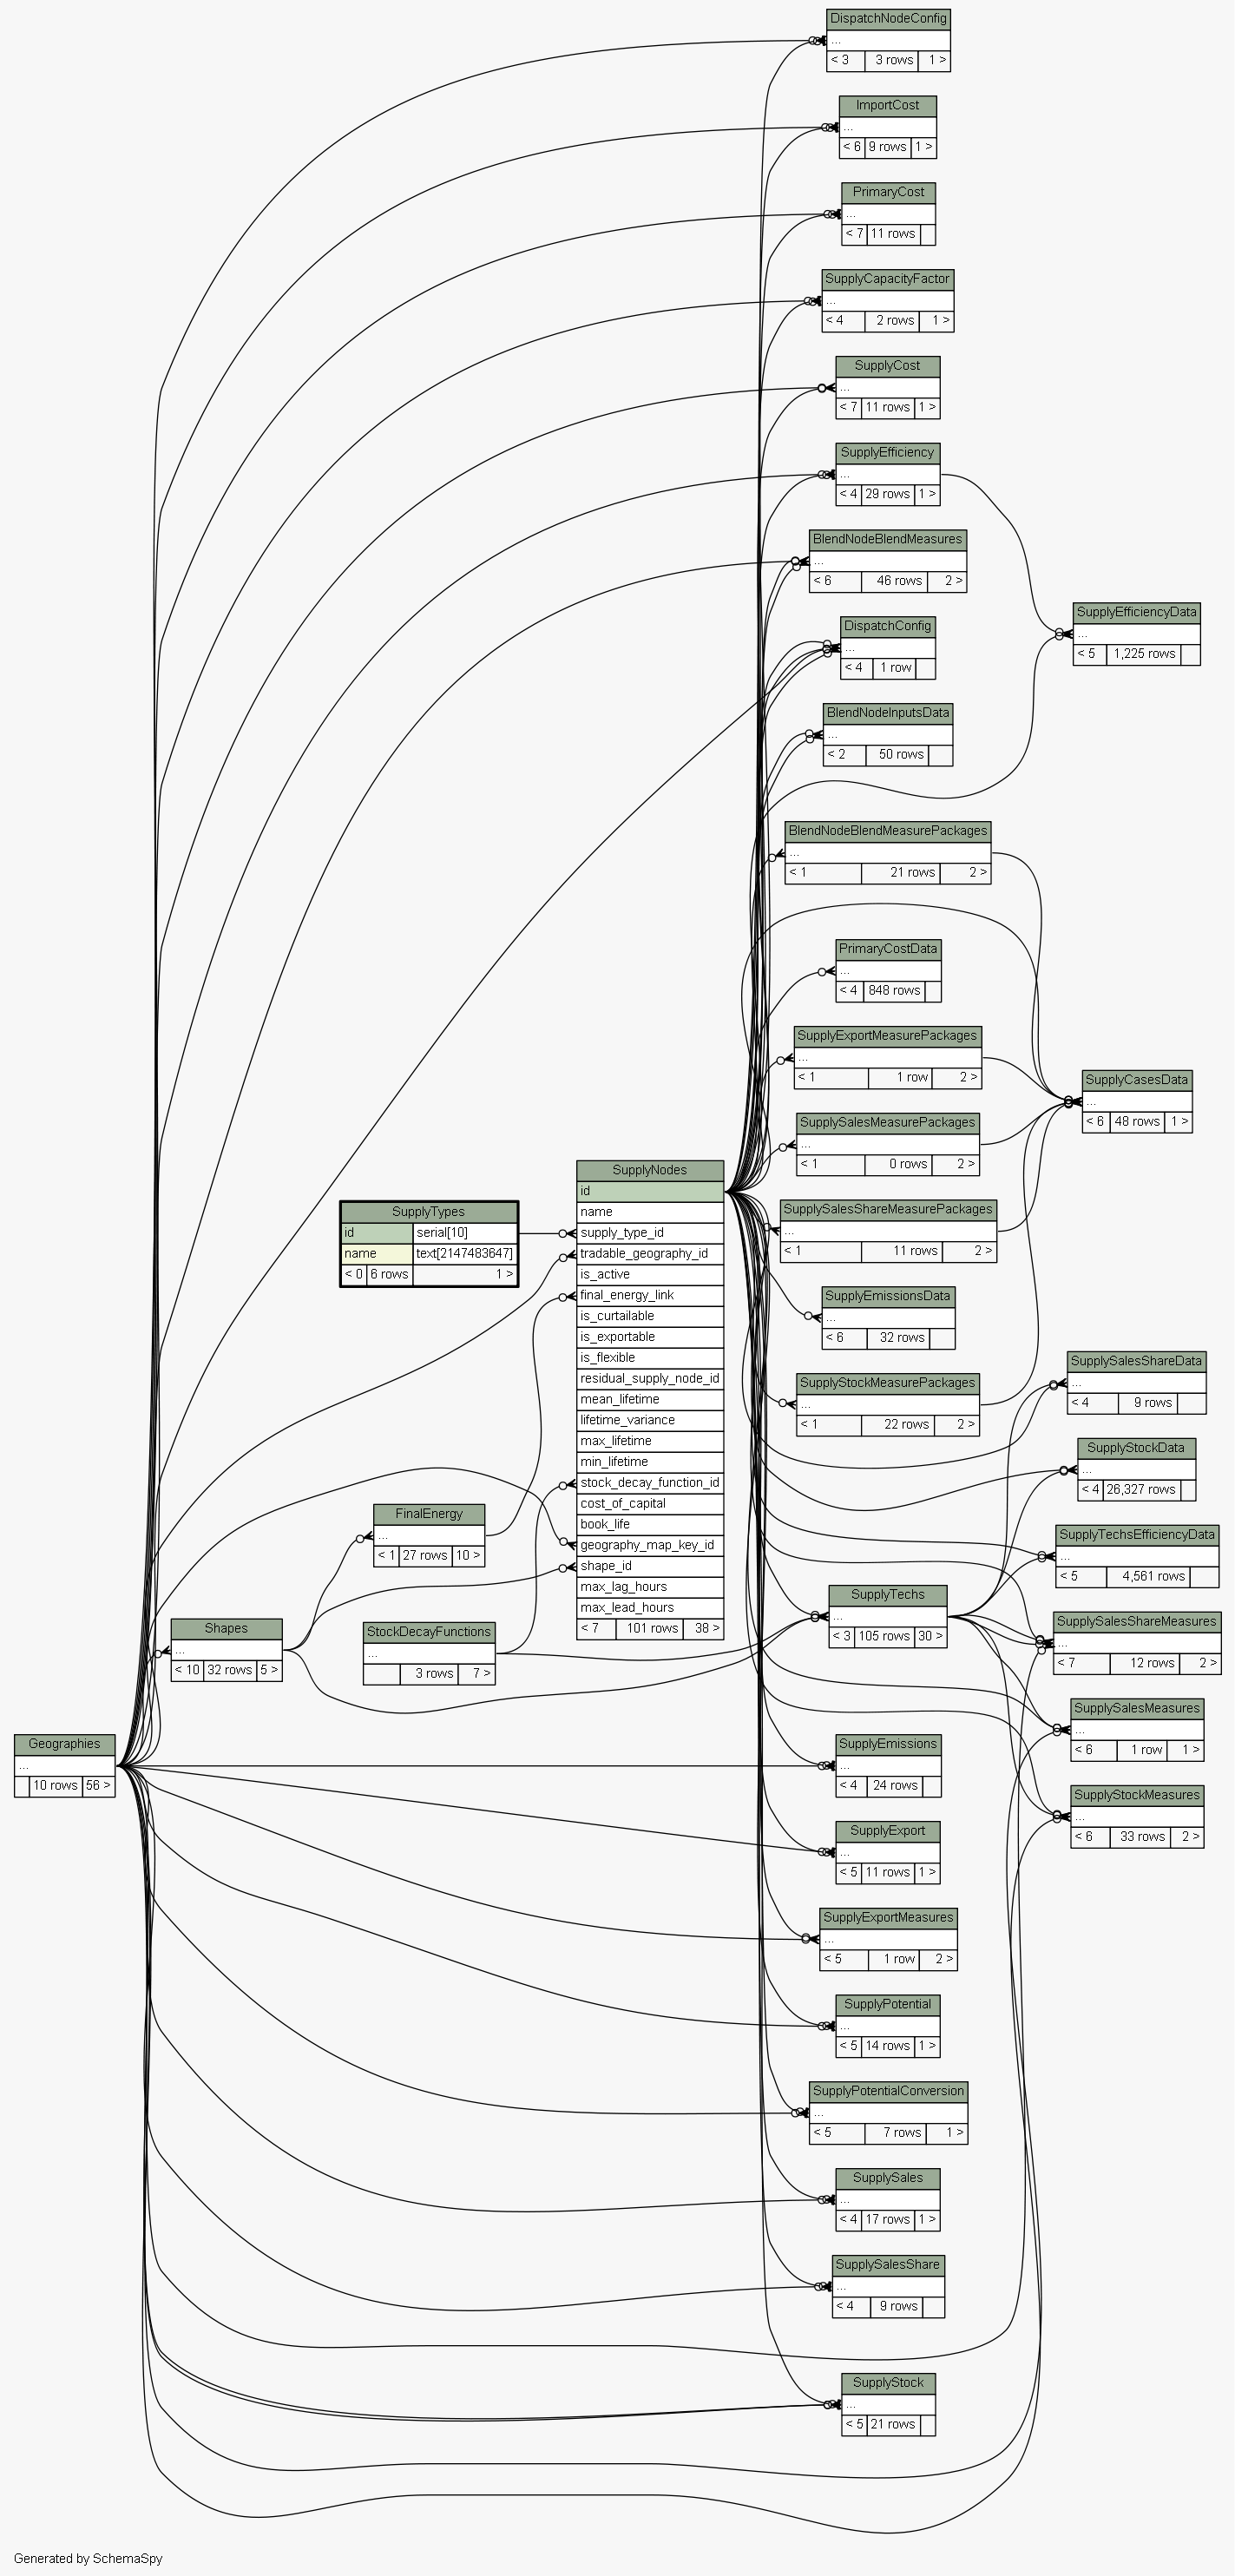 DispatchNodeConfig
...
< 3 3 rows 1 >
ImportCost
...
< 6 9 rows 1 >
PrimaryCost
...
< 7 11 rows
SupplyCapacityFactor
...
< 4 2 rows 1 >
SupplyCost
...
< 7 11 rows 1 >
SupplyEfficiency
...
< 4 29 rows 1 >
BlendNodeBlendMeasures
...
< 6 46 rows 2 >
SupplyEfficiencyData
...
< 5 1,225 rows
DispatchConfig
...
< 4 1 row
BlendNodeInputsData
...
< 2 50 rows
BlendNodeBlendMeasurePackages
...
< 1 21 rows 2 >
PrimaryCostData
...
< 4 848 rows
SupplyExportMeasurePackages
...
< 1 1 row 2 >
SupplyCasesData
...
< 6 48 rows 1 >
SupplySalesMeasurePackages
...
< 1 0 rows 2 >
SupplyNodes
id
name
supply_type_id
tradable_geography_id
is_active
final_energy_link
is_curtailable
is_exportable
is_flexible
residual_supply_node_id
mean_lifetime
lifetime_variance
max_lifetime
min_lifetime
stock_decay_function_id
cost_of_capital
book_life
geography_map_key_id
shape_id
max_lag_hours
max_lead_hours
< 7 101 rows 38 >
SupplyTypes
id serial[10]
name text[2147483647]
< 0 6 rows 1 >
SupplySalesShareMeasurePackages
...
< 1 11 rows 2 >
SupplyEmissionsData
...
< 6 32 rows
SupplyStockMeasurePackages
...
< 1 22 rows 2 >
SupplySalesShareData
...
< 4 9 rows
SupplyStockData
...
< 4 26,327 rows
FinalEnergy
...
< 1 27 rows 10 >
SupplyTechsEfficiencyData
...
< 5 4,561 rows
SupplyTechs
...
< 3 105 rows 30 >
Shapes
...
< 10 32 rows 5 >
StockDecayFunctions
...
3 rows 7 >
SupplySalesShareMeasures
...
< 7 12 rows 2 >
SupplySalesMeasures
...
< 6 1 row 1 >
Geographies
...
10 rows 56 >
SupplyEmissions
...
< 4 24 rows
SupplyStockMeasures
...
< 6 33 rows 2 >
SupplyExport
...
< 5 11 rows 1 >
SupplyExportMeasures
...
< 5 1 row 2 >
SupplyPotential
...
< 5 14 rows 1 >
SupplyPotentialConversion
...
< 5 7 rows 1 >
SupplySales
...
< 4 17 rows 1 >
SupplySalesShare
...
< 4 9 rows
SupplyStock
...
< 5 21 rows
Generated by SchemaSpy